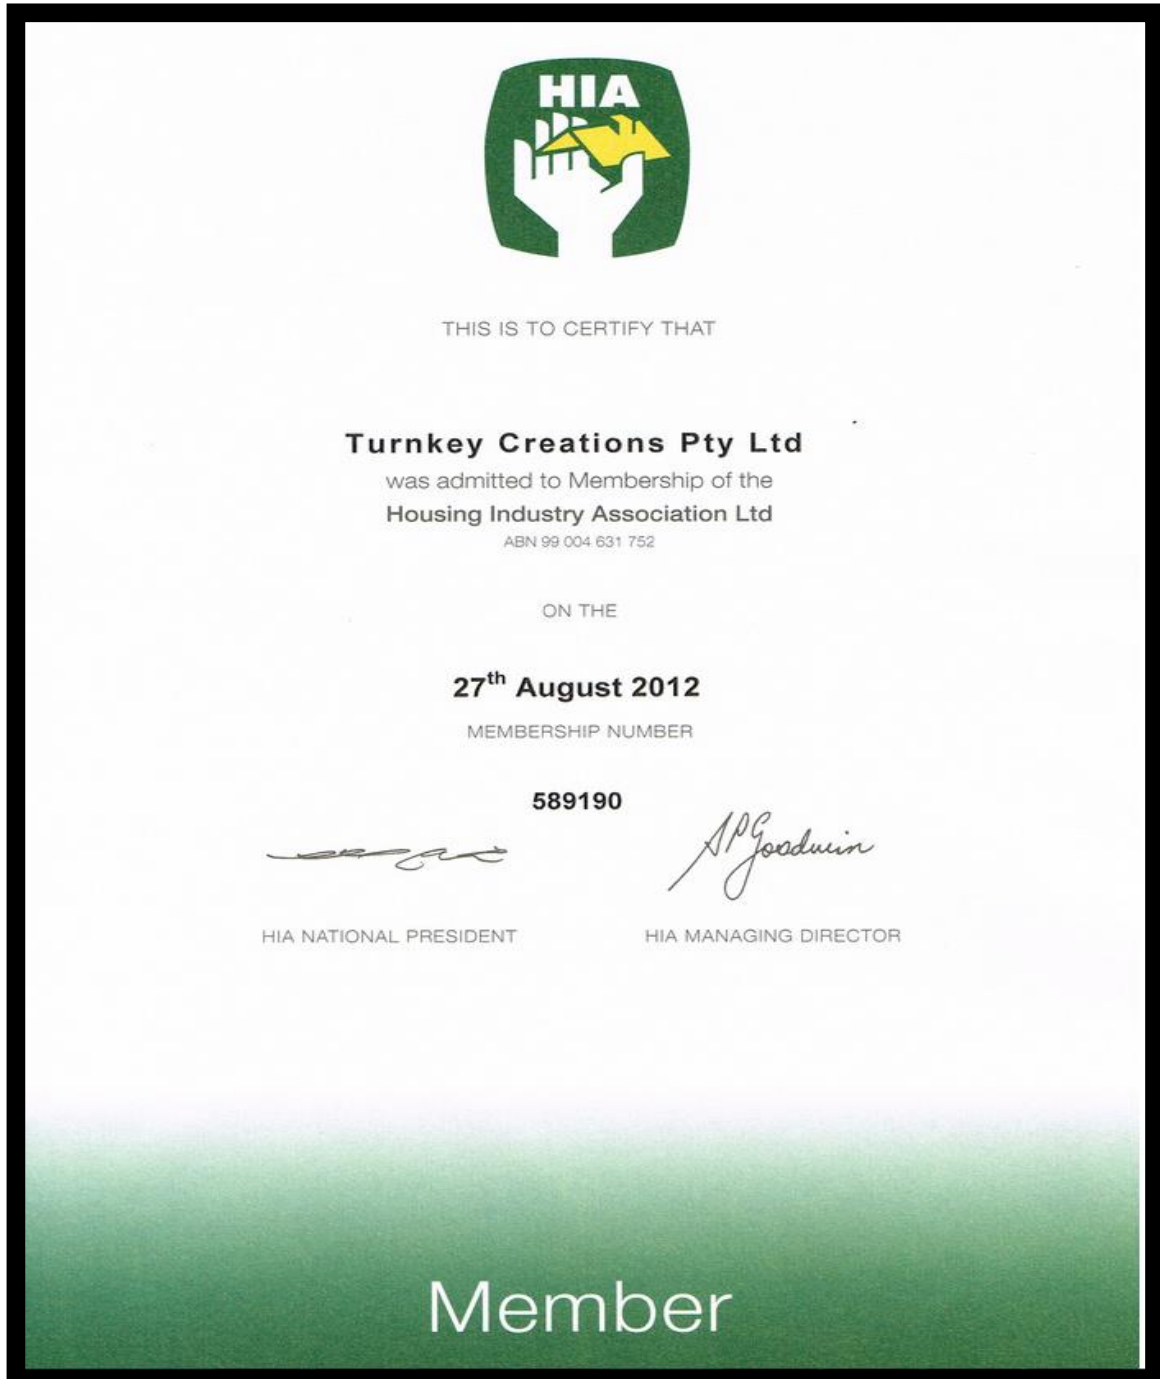 HIA
THIS IS TO CERTIFY THAT
Turnkey Creations Pty Ltd
was admitted to Membership of the
Housing Industry Association Ltd
ABN 99 004 631 752
ON THE
27th August 2012
MEMBERSHIP NUMBER
589190
SPGoodwin
HIA NATIONAL PRESIDENT HIA MANAGING DIRECTOR
Member